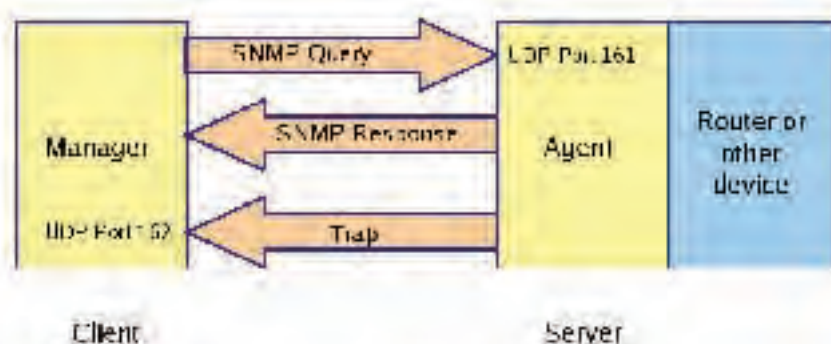 SNMP Query
UDP Port 161
SNMP Response
Manager
Agent
Router or
other
device
UDP Port 162
Trap
Client
Server